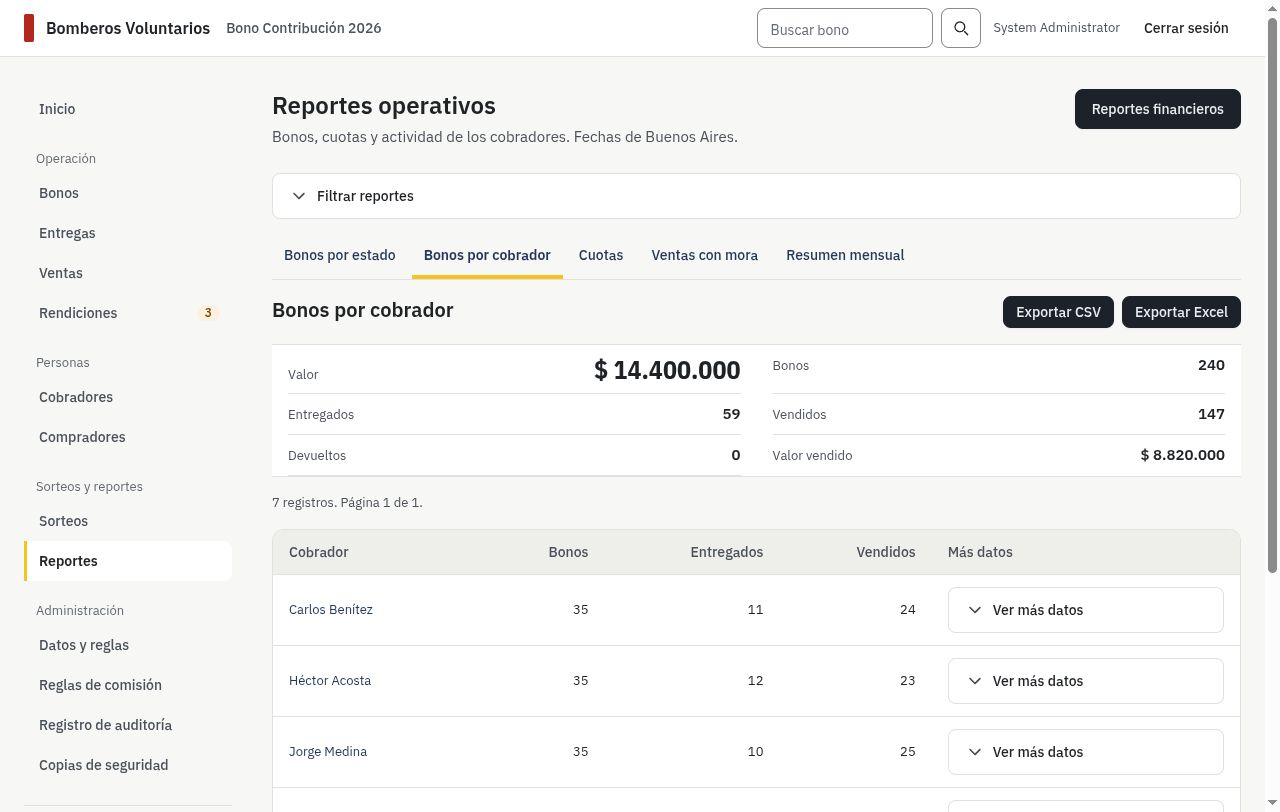 Bomberos Voluntarios Bono Contribución 2026 Buscar bono System Administrator Cerrar sesión
Inicio
Operación
Bonos
Entregas
Ventas
Rendiciones 3
Personas
Cobradores
Compradores
Sorteos y reportes
Sorteos
Reportes
Administración
Datos y reglas
Reglas de comisión
Registro de auditoría
Copias de seguridad
Reportes operativos
Reportes financieros
Bonos, cuotas y actividad de los cobradores. Fechas de Buenos Aires.
Filtrar reportes
Bonos por estado Bonos por cobrador Cuotas Ventas con mora Resumen mensual
Bonos por cobrador Exportar CSV Exportar Excel
Valor $ 14.400.000 Bonos 240
Entregados 59 Vendidos 147
Devueltos 0 Valor vendido $ 8.820.000
7 registros. Página 1 de 1.
Cobrador Bonos Entregados Vendidos Más datos
Carlos Benítez 35 11 24 Ver más datos
Héctor Acosta 35 12 23 Ver más datos
Jorge Medina 35 10 25 Ver más datos